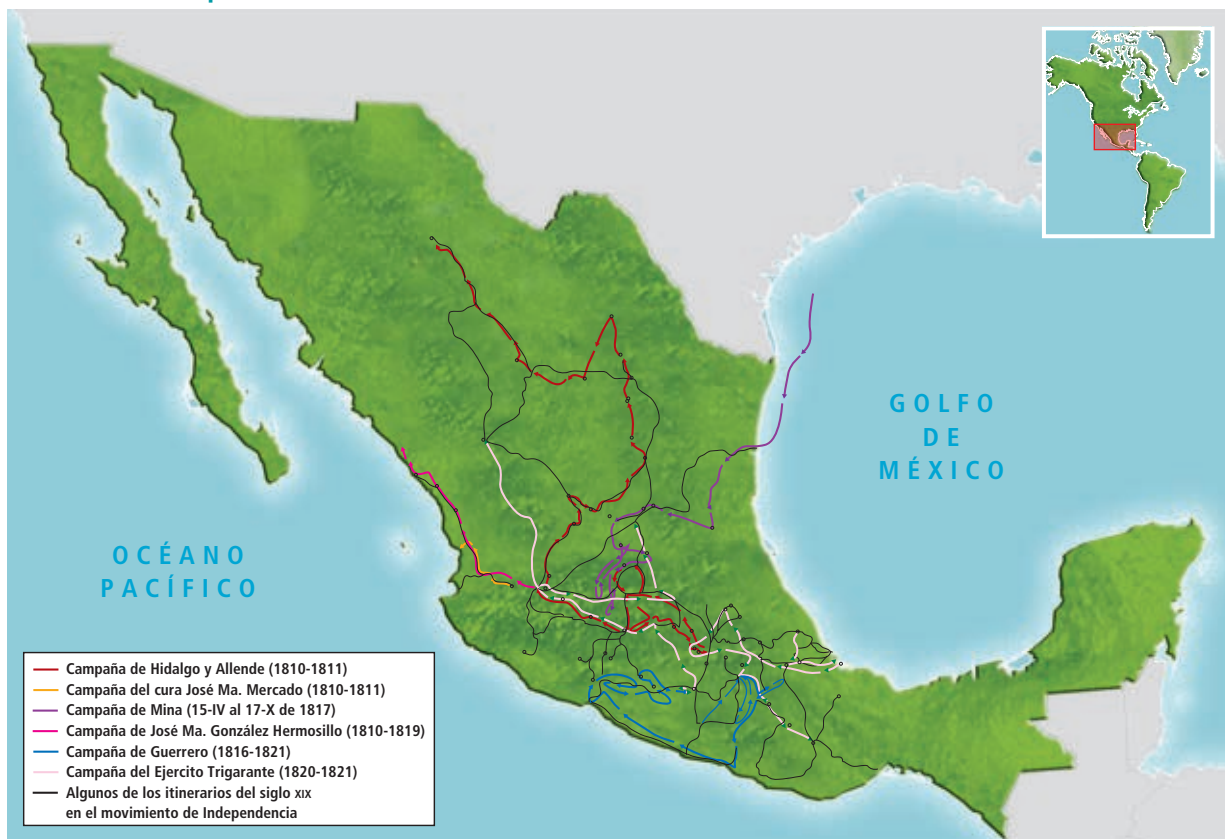 GOLFO
DE
MÉXICO
OCÉANO
PACÍFICO
Campaña de Hidalgo y Allende (1810-1811)
Campaña del cura José Ma. Mercado (1810-1811)
Campaña de Mina (15-IV al 17-X de 1817)
Campaña de José Ma. González Hermosillo (1810-1819)
Campaña de Guerrero (1816-1821)
Campaña del Ejercito Trigarante (1820-1821)
Algunos de los itinerarios del siglo XIX
en el movimiento de Independencia